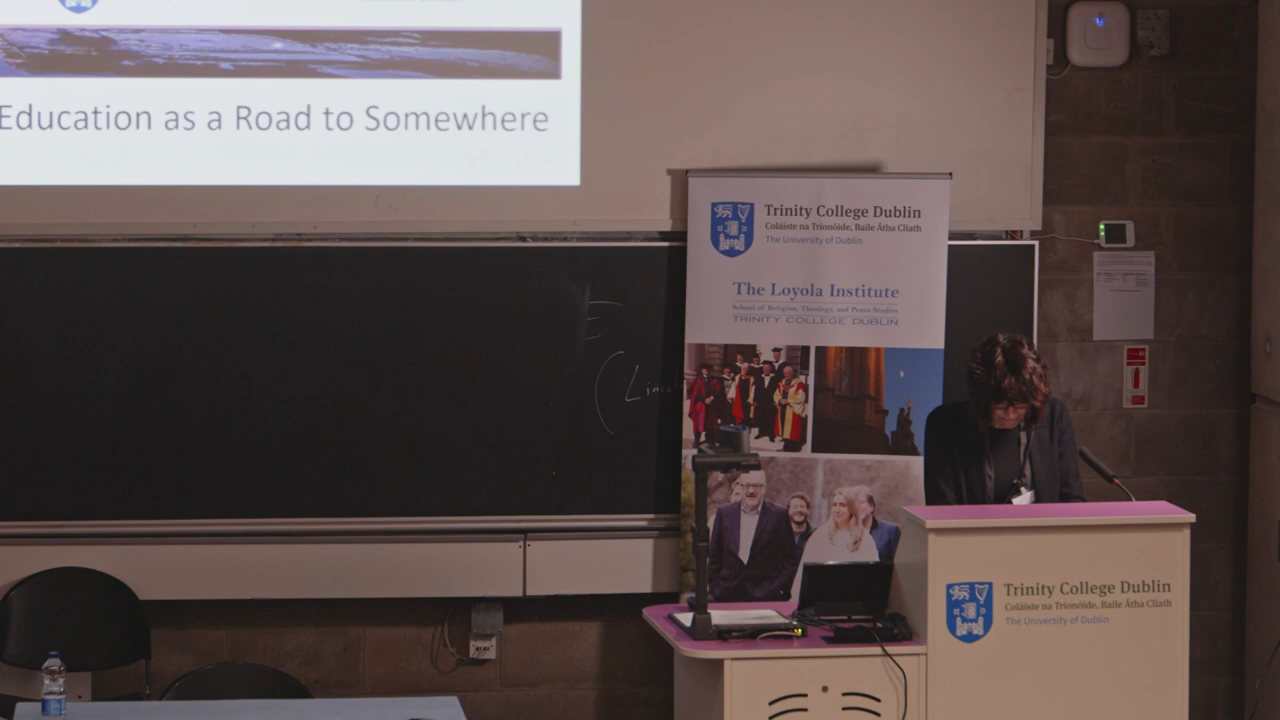 Education as a Road to Somewhere
Trinity College Dublin
Coláiste na Tríonóide, Baile Átha Cliath
The University of Dublin
The Loyola Institute
School of Religion, Theology, and Peace Studies
TRINITY COLLEGE DUBLIN
Trinity College Dublin
Coláiste na Tríonóide, Baile Átha Cliath
The University of Dublin